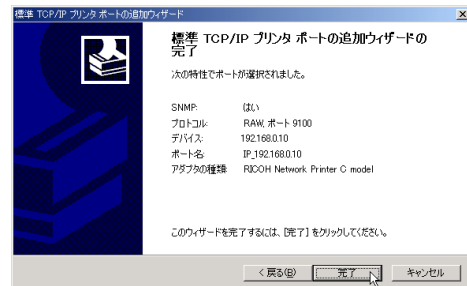 標準 TCP/IP プリンタ ポートの追加ウィザード
標準 TCP/IP プリンタ ポートの追加ウィザードの
完了
次の特性でポートが選択されました。
SNMP: はい
プロトコル: RAW, ポート 9100
デバイス: 192.168.0.10
ポート名: IP_192.168.0.10
アダプタの種類: RICOH Network Printer C model
このウィザードを完了するには、[完了] をクリックしてください。
< 戻る(B) 完了 キャンセル